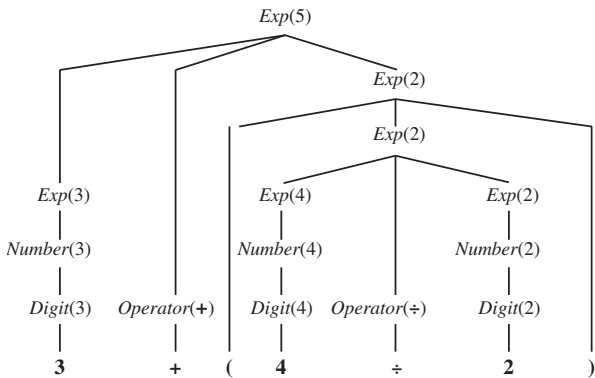 Exp(5)
Exp(2)
Exp(2)
Exp(3) Exp(4) Exp(2)
Number(3) Number(4) Number(2)
Digit(3) Operator(+) Digit(4) Operator(÷) Digit(2)
3 + ( 4 ÷ 2 )